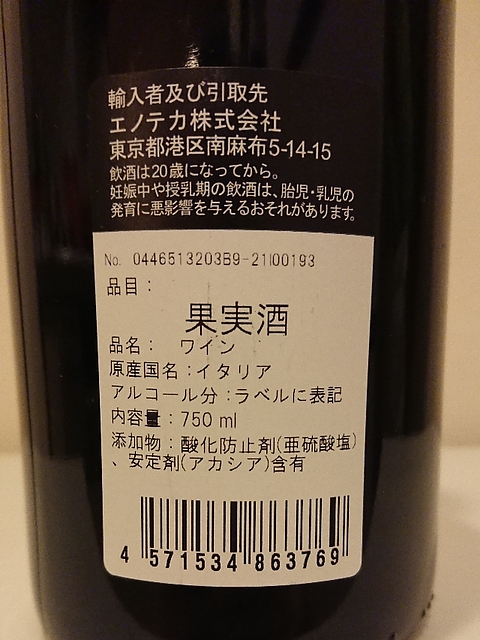 輸入者及び引取先
エノテカ株式会社
東京都港区南麻布5-14-15
飲酒は20歳になってから。
妊娠中や授乳期の飲酒は、胎児・乳児の
発育に悪影響を与えるおそれがあります。
No. 0446513203B9-21I00193
品目：
果実酒
品名： ワイン
原産国名：イタリア
アルコール分：ラベルに表記
内容量：750 ml
添加物：酸化防止剤(亜硫酸塩)
、安定剤(アカシア)含有
4 571534 863769